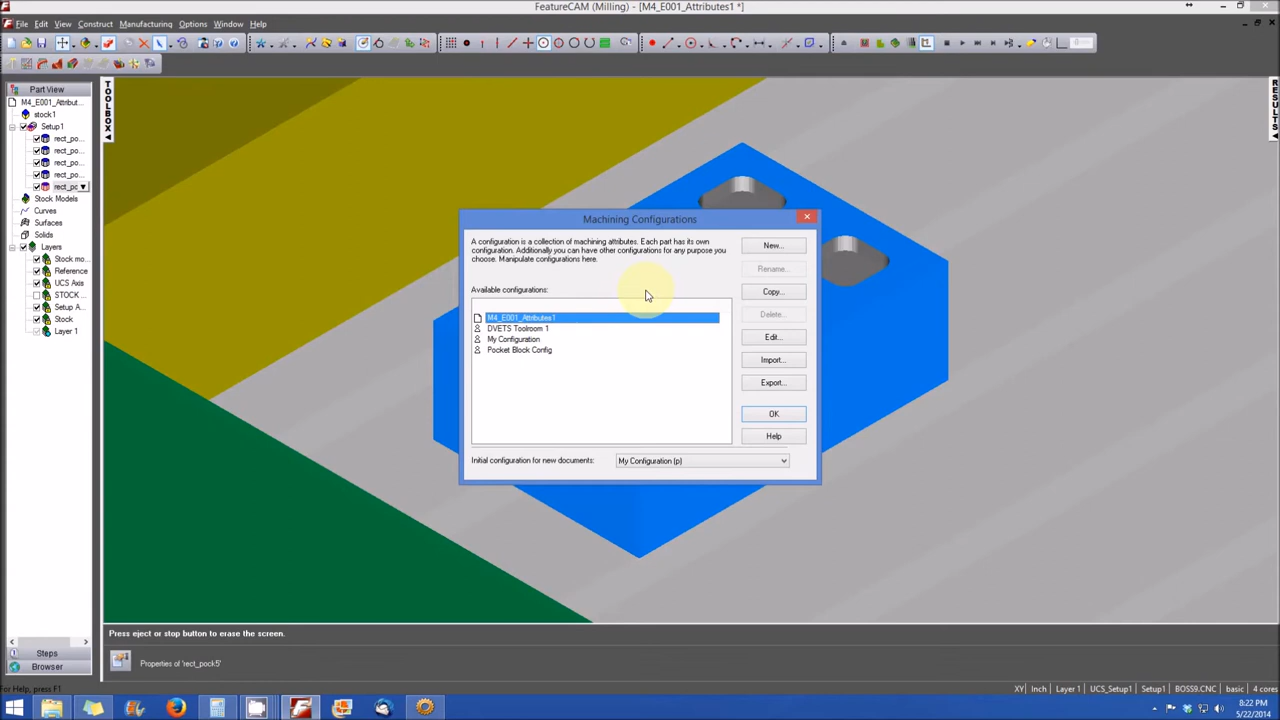 FeatureCAM (Milling) - [M4_E001_Attributes1 *]
File Edit View Construct Manufacturing Options Window Help
Part View
M4_E001_Attribut...
stock1
Setup1
rect_po...
rect_po...
rect_po...
rect_po...
rect_pc
Stock Models
Curves
Surfaces
Solids
Layers
Stock mo...
Reference
UCS Axis
STOCK ...
Setup A...
Stock
Layer 1
Steps
Browser
TOOLBOX
RESULTS
Machining Configurations
A configuration is a collection of machining attributes. Each part has its own
configuration. Additionally you can have other configurations for any purpose you
choose. Manipulate configurations here.
Available configurations:
M4_E001_Attributes1
DVETS Toolroom 1
My Configuration
Pocket Block Config
New...
Rename...
Copy...
Delete...
Edit...
Import...
Export...
OK
Help
Initial configuration for new documents:
My Configuration (p)
Press eject or stop button to erase the screen.
Properties of 'rect_pock5'
For Help, press F1
XY Inch Layer 1 UCS_Setup1 Setup1 BOSS9.CNC basic 4 cores
8:22 PM
5/22/2014